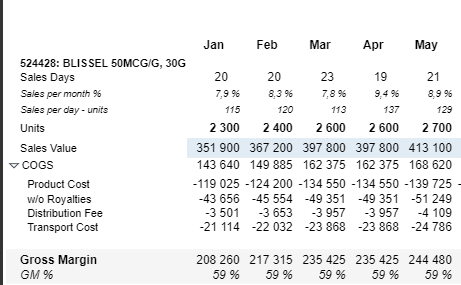 Jan Feb Mar Apr May
524428: BLISSEL 50MCG/G, 30G
Sales Days 20 20 23 19 21
Sales per month % 7,9 % 8,3 % 7,8 % 9,4 % 8,9 %
Sales per day - units 115 120 113 137 129
Units 2 300 2 400 2 600 2 600 2 700
Sales Value 351 900 367 200 397 800 397 800 413 100
COGS 143 640 149 885 162 375 162 375 168 620
Product Cost -119 025 -124 200 -134 550 -134 550 -139 725 -
w/o Royalties -43 656 -45 554 -49 351 -49 351 -51 249
Distribution Fee -3 501 -3 653 -3 957 -3 957 -4 109
Transport Cost -21 114 -22 032 -23 868 -23 868 -24 786
Gross Margin 208 260 217 315 235 425 235 425 244 480
GM % 59 % 59 % 59 % 59 % 59 %